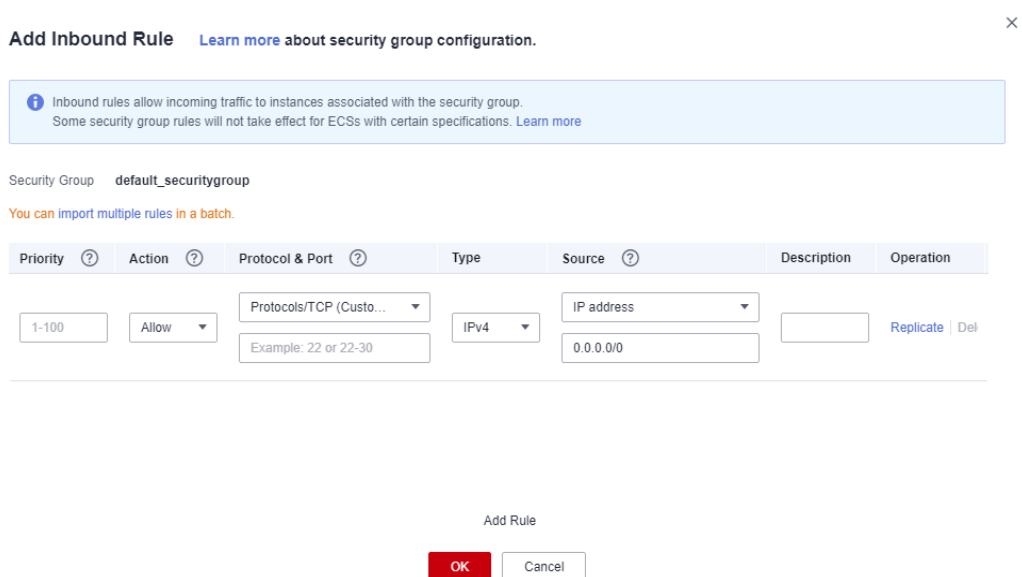 Add Inbound Rule Learn more about security group configuration.
Inbound rules allow incoming traffic to instances associated with the security group.
Some security group rules will not take effect for ECSs with certain specifications. Learn more
Security Group default_securitygroup
You can import multiple rules in a batch.
Priority ? Action ? Protocol & Port ? Type Source ? Description Operation
Protocols/TCP (Custo... IP address
1-100 Allow IPv4 Replicate Del
Example: 22 or 22-30 0.0.0.0/0
Add Rule
OK Cancel